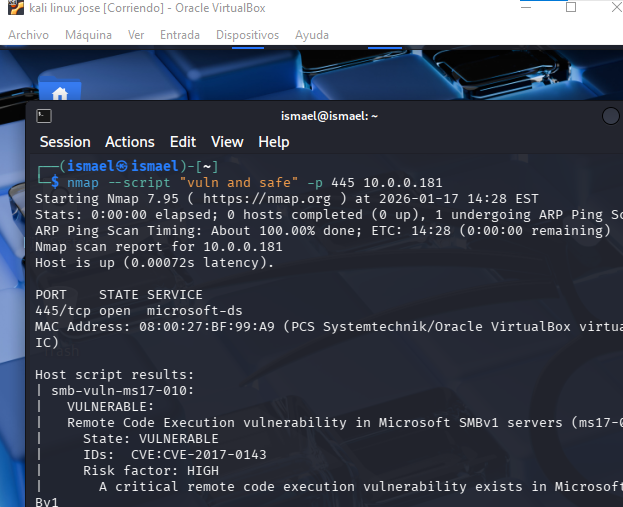 kali linux jose [Corriendo] - Oracle VirtualBox
Archivo Máquina Ver Entrada Dispositivos Ayuda
ismael@ismael: ~
Session Actions Edit View Help
┌──(ismael㉿ismael)-[~]
└─$ nmap --script "vuln and safe" -p 445 10.0.0.181
Starting Nmap 7.95 ( https://nmap.org ) at 2026-01-17 14:28 EST
Stats: 0:00:00 elapsed; 0 hosts completed (0 up), 1 undergoing ARP Ping Sc
ARP Ping Scan Timing: About 100.00% done; ETC: 14:28 (0:00:00 remaining)
Nmap scan report for 10.0.0.181
Host is up (0.00072s latency).
PORT STATE SERVICE
445/tcp open microsoft-ds
MAC Address: 08:00:27:BF:99:A9 (PCS Systemtechnik/Oracle VirtualBox virtua
IC)
Host script results:
| smb-vuln-ms17-010:
| VULNERABLE:
| Remote Code Execution vulnerability in Microsoft SMBv1 servers (ms17-0
| State: VULNERABLE
| IDs: CVE:CVE-2017-0143
| Risk factor: HIGH
| A critical remote code execution vulnerability exists in Microsoft
Bv1